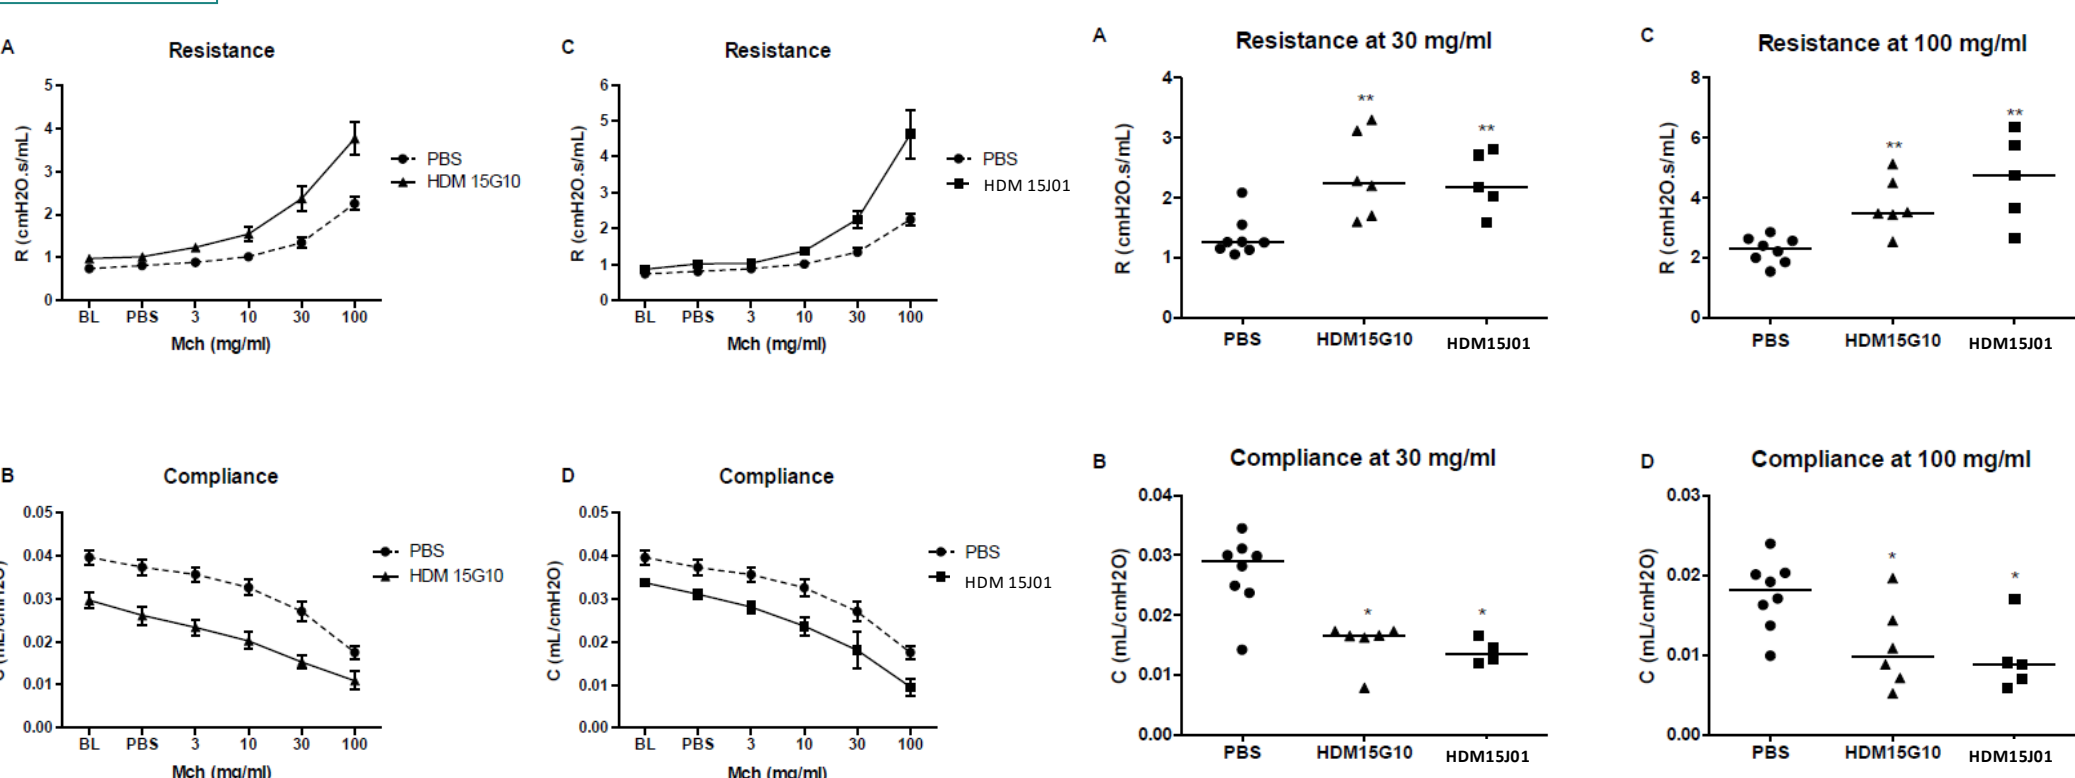 A
Resistance
5
4
3
2
1
0
R (cmH2O.s/mL)
BL PBS 3 10 30 100
Mch (mg/ml)
PBS
HDM 15G10
C
Resistance
6
5
4
3
2
1
0
R (cmH2O.s/mL)
BL PBS 3 10 30 100
Mch (mg/ml)
PBS
HDM 15J01
A
Resistance at 30 mg/ml
4
3
2
1
0
R (cmH2O.s/mL)
**
**
PBS HDM15G10 HDM15J01
C
Resistance at 100 mg/ml
8
6
4
2
0
R (cmH2O.s/mL)
**
**
PBS HDM15G10 HDM15J01
B
Compliance
0.05
0.04
0.03
0.02
0.01
0.00
C (mL/cmH2O)
BL PBS 3 10 30 100
Mch (mg/ml)
PBS
HDM 15G10
D
Compliance
0.05
0.04
0.03
0.02
0.01
0.00
C (mL/cmH2O)
BL PBS 3 10 30 100
Mch (mg/ml)
PBS
HDM 15J01
B
Compliance at 30 mg/ml
0.04
0.03
0.02
0.01
0.00
C (mL/cmH2O)
*
*
PBS HDM15G10 HDM15J01
D
Compliance at 100 mg/ml
0.03
0.02
0.01
0.00
C (mL/cmH2O)
*
*
PBS HDM15G10 HDM15J01